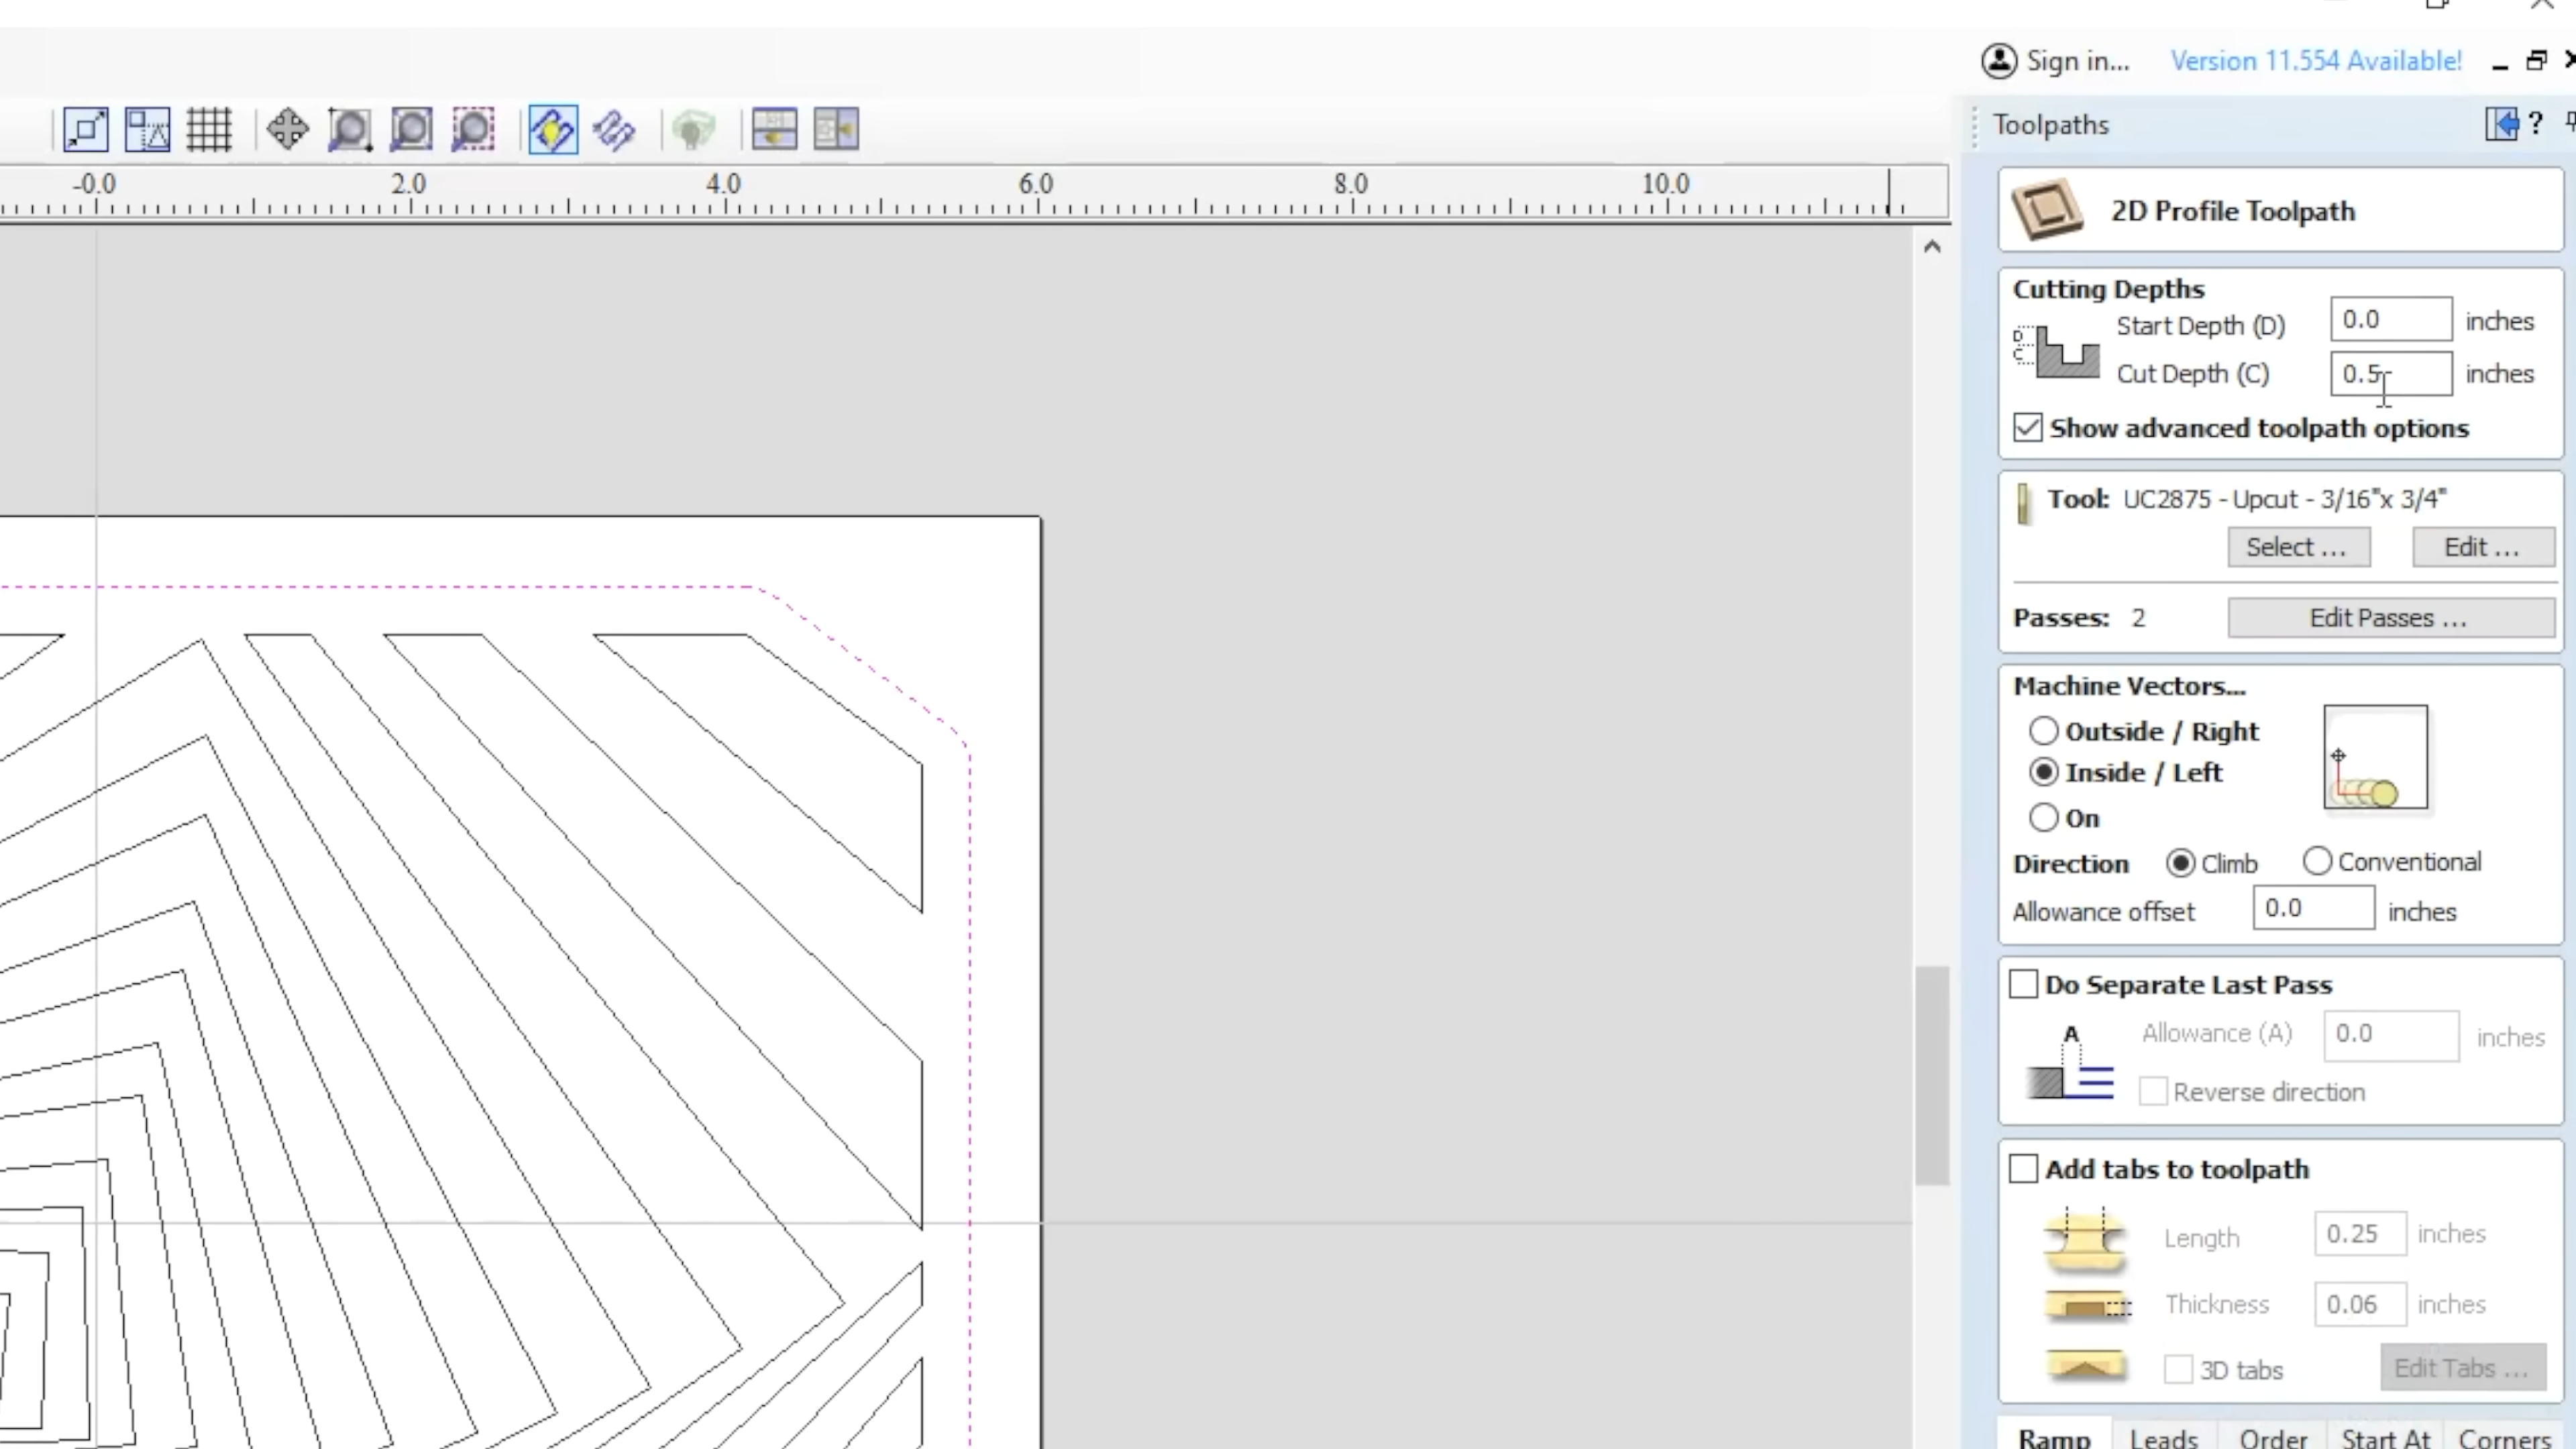 Sign in... Version 11.554 Available!
Toolpaths ?
-0.0 2.0 4.0 6.0 8.0 10.0
2D Profile Toolpath
Cutting Depths
D
C
Start Depth (D) 0.0 inches
Cut Depth (C) 0.5 inches
Show advanced toolpath options
Tool: UC2875 - Upcut - 3/16"x 3/4"
Select ... Edit ...
Passes: 2 Edit Passes ...
Machine Vectors...
Outside / Right
Inside / Left
On
Direction Climb Conventional
Allowance offset 0.0 inches
Do Separate Last Pass
A Allowance (A) 0.0 inches
Reverse direction
Add tabs to toolpath
Length 0.25 inches
Thickness 0.06 inches
3D tabs Edit Tabs ...
Ramp Leads Order Start At Corners